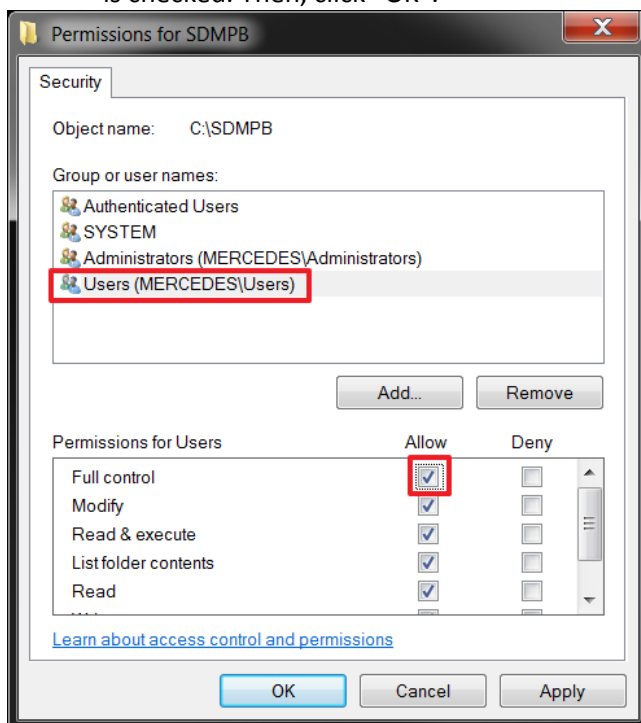 is checked. Then, click "OK".
Permissions for SDMPB
X
Security
Object name: C:\SDMPB
Group or user names:
Authenticated Users
SYSTEM
Administrators (MERCEDES\Administrators)
Users (MERCEDES\Users)
Add... Remove
Permissions for Users Allow Deny
Full control
Modify
Read & execute
List folder contents
Read
Learn about access control and permissions
OK Cancel Apply